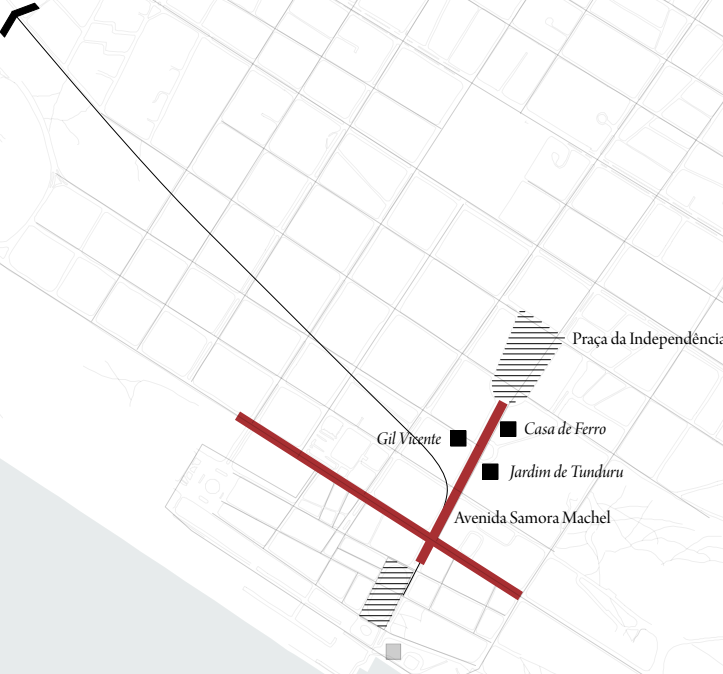 Praça da Independência
Casa de Ferro
Gil Vicente
Jardim de Tunduru
Avenida Samora Machel